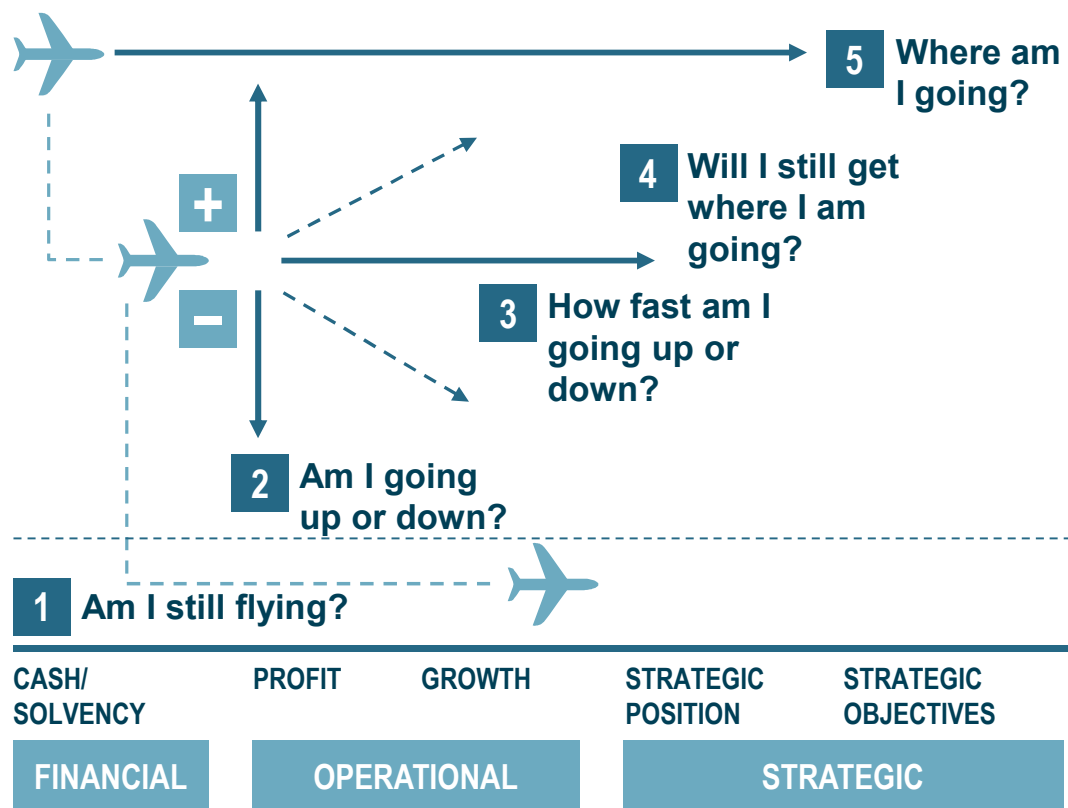 5
Where am
I going?
+
4
Will I still get
where I am
going?
−
3
How fast am I
going up or
down?
2
Am I going
up or down?
1
Am I still flying?
CASH/
SOLVENCY
PROFIT
GROWTH
STRATEGIC
POSITION
STRATEGIC
OBJECTIVES
FINANCIAL
OPERATIONAL
STRATEGIC